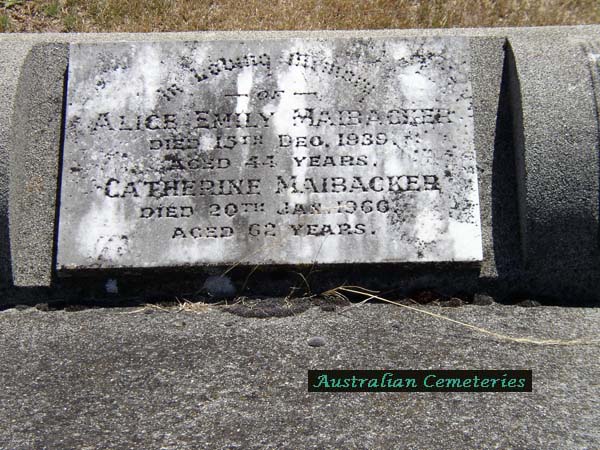 In Loving Memory
— OF —
ALICE EMILY MAIBACKER
DIED 15TH DEC. 1939.
AGED 44 YEARS.
CATHERINE MAIBACKER
DIED 20TH JAN. 1960
AGED 62 YEARS.
Australian Cemeteries